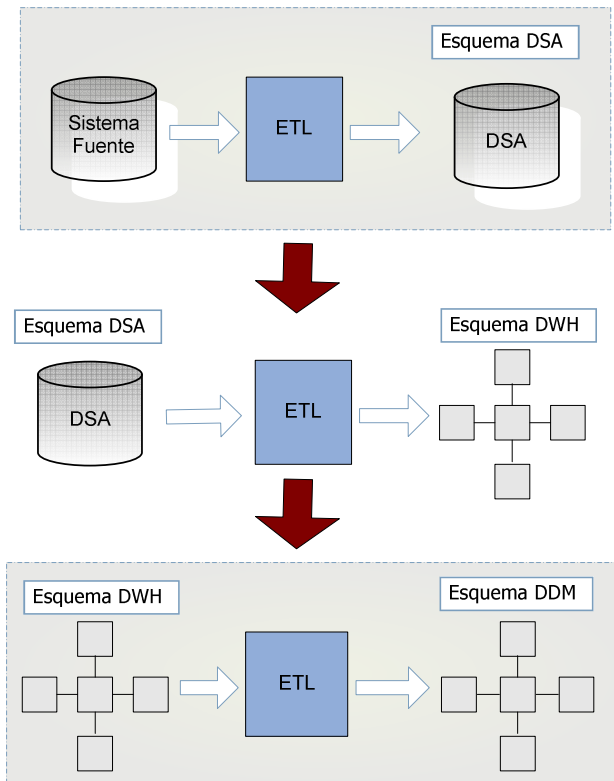 Esquema DSA
Sistema
Fuente
ETL
DSA
Esquema DSA
Esquema DWH
DSA
ETL
Esquema DWH
Esquema DDM
ETL